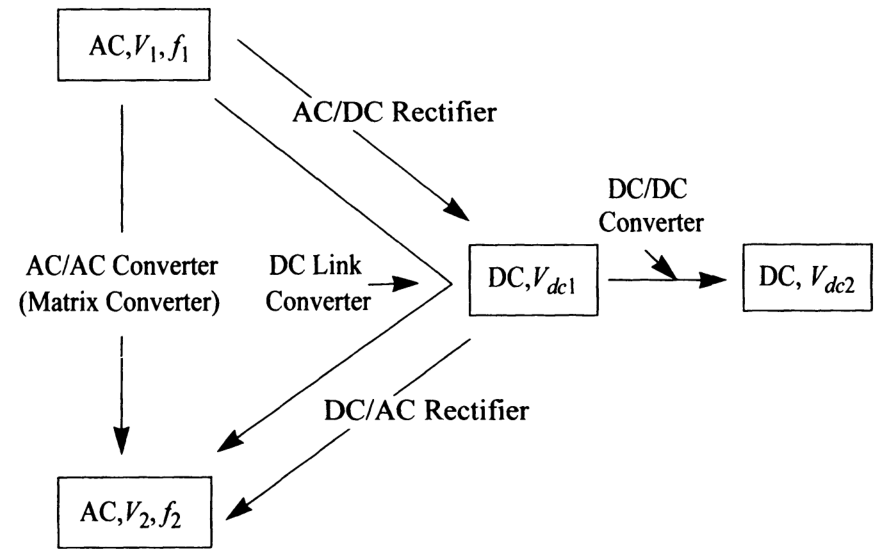 AC,V1,f1
AC/DC Rectifier
DC/DC
Converter
AC/AC Converter
(Matrix Converter)
DC Link
Converter
DC,Vdc1
DC, Vdc2
DC/AC Rectifier
AC,V2,f2